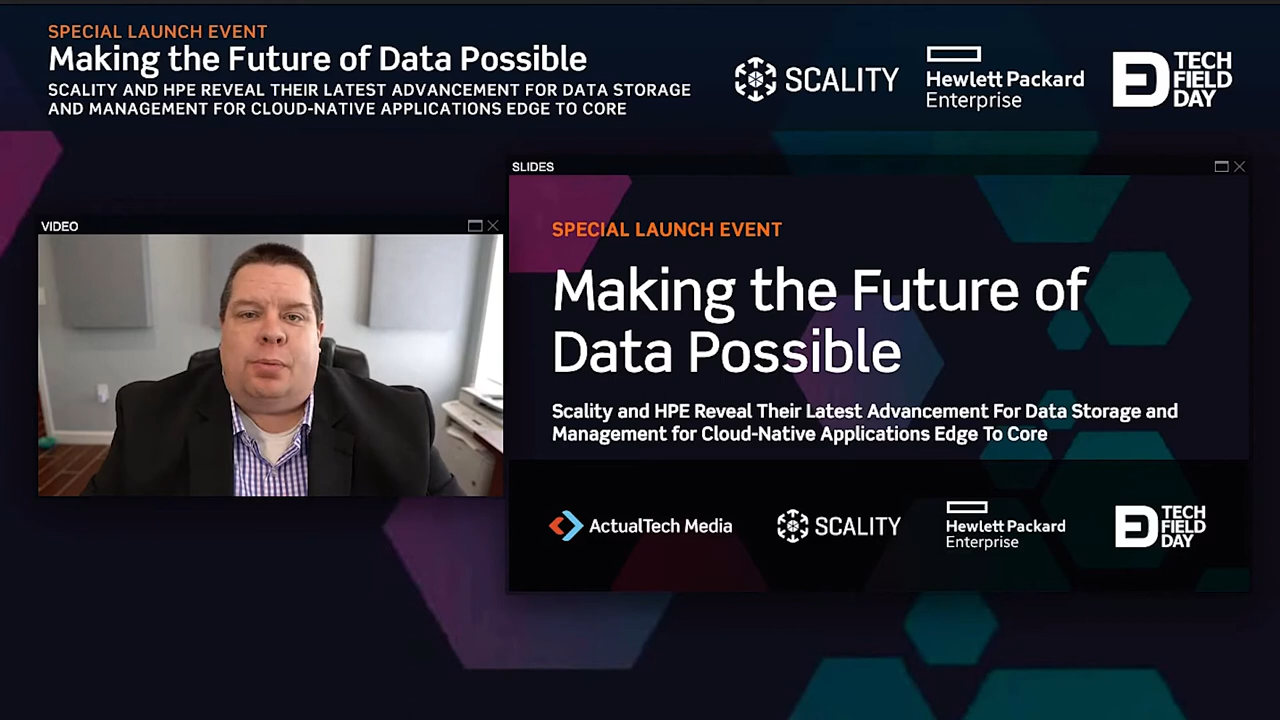 SPECIAL LAUNCH EVENT
Making the Future of Data Possible
SCALITY AND HPE REVEAL THEIR LATEST ADVANCEMENT FOR DATA STORAGE
AND MANAGEMENT FOR CLOUD-NATIVE APPLICATIONS EDGE TO CORE
SCALITY
Hewlett Packard
Enterprise
TECH
FIELD
DAY
VIDEO
SLIDES
SPECIAL LAUNCH EVENT
Making the Future of
Data Possible
Scality and HPE Reveal Their Latest Advancement For Data Storage and
Management for Cloud-Native Applications Edge To Core
ActualTech Media
SCALITY
Hewlett Packard
Enterprise
TECH
FIELD
DAY